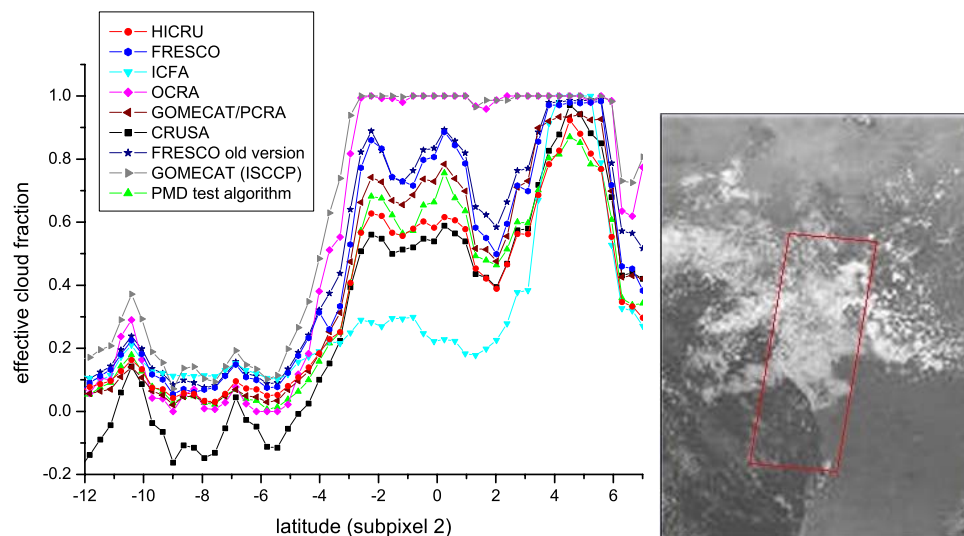 HICRU
FRESCO
ICFA
OCRA
GOMECAT/PCRA
CRUSA
FRESCO old version
GOMECAT (ISCCP)
PMD test algorithm
effective cloud fraction
1.0
0.8
0.6
0.4
0.2
0.0
-0.2
-12 -10 -8 -6 -4 -2 0 2 4 6
latitude (subpixel 2)